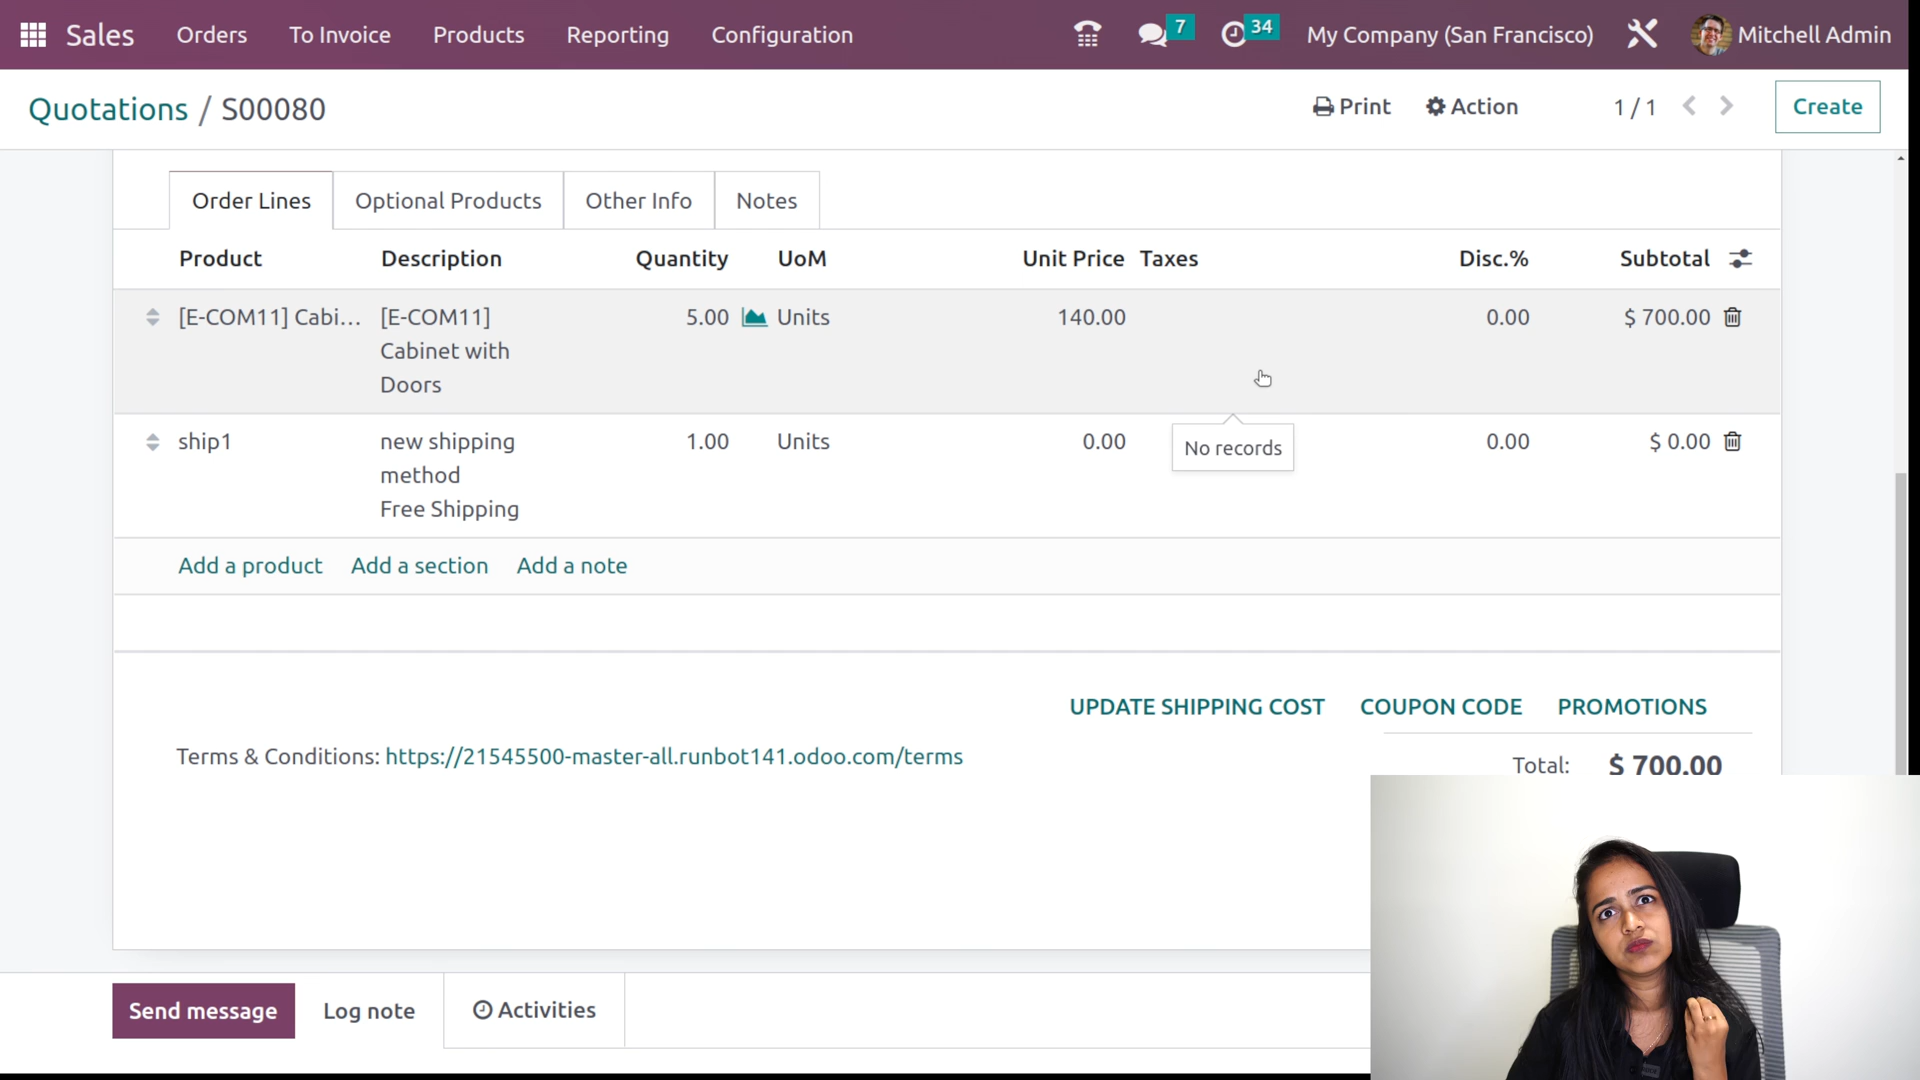 Sales Orders To Invoice Products Reporting Configuration 7 34 My Company (San Francisco) Mitchell Admin
Quotations / S00080 Print Action 1 / 1 Create
Order Lines Optional Products Other Info Notes
Product Description Quantity UoM Unit Price Taxes Disc.% Subtotal
[E-COM11] Cabi... [E-COM11] 5.00 Units 140.00 0.00 $ 700.00
Cabinet with
Doors
ship1 new shipping 1.00 Units 0.00 No records 0.00 $ 0.00
method
Free Shipping
Add a product Add a section Add a note
UPDATE SHIPPING COST COUPON CODE PROMOTIONS
Terms & Conditions: https://21545500-master-all.runbot141.odoo.com/terms
Total: $ 700.00
Send message Log note Activities